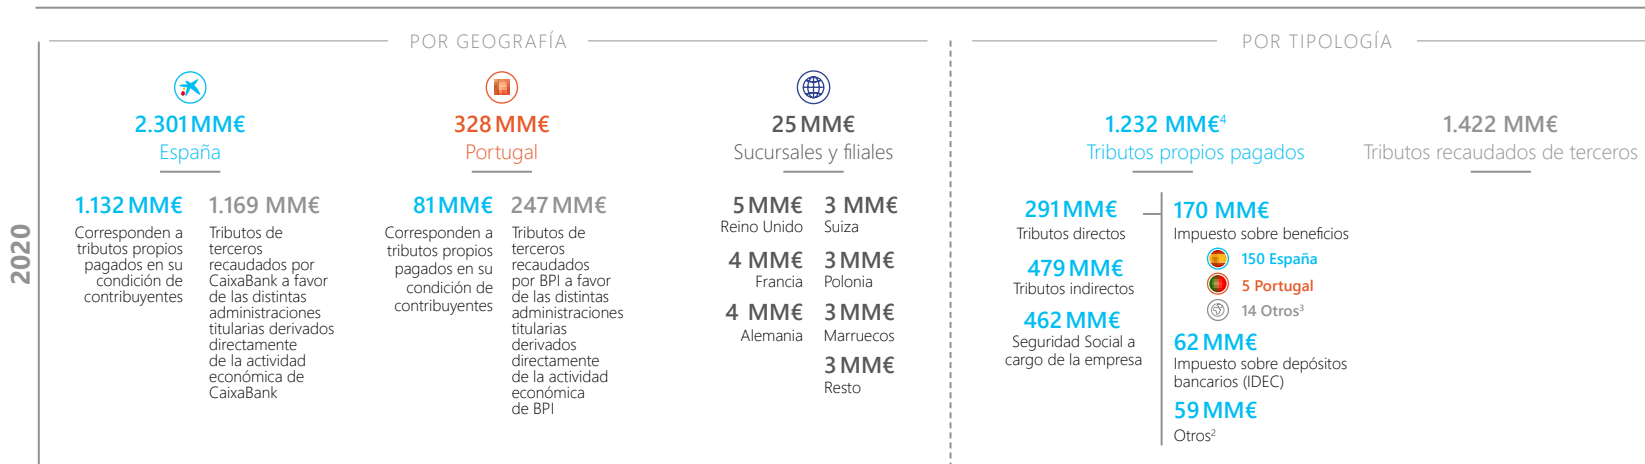 2020
POR GEOGRAFÍA
2.301 MM€
España
1.132 MM€
Corresponden a
tributos propios
pagados en su
condición de
contribuyentes
1.169 MM€
Tributos de
terceros
recaudados por
CaixaBank a favor
de las distintas
administraciones
titularias derivados
directamente
de la actividad
económica de
CaixaBank
328 MM€
Portugal
81 MM€
Corresponden a
tributos propios
pagados en su
condición de
contribuyentes
247 MM€
Tributos de
terceros
recaudados
por BPI a favor
de las distintas
administraciones
titularias
derivados
directamente
de la actividad
económica
de BPI
25 MM€
Sucursales y filiales
5 MM€
Reino Unido
3 MM€
Suiza
4 MM€
Francia
3 MM€
Polonia
4 MM€
Alemania
3 MM€
Marruecos
3 MM€
Resto
POR TIPOLOGÍA
1.232 MM€4
Tributos propios pagados
291 MM€
Tributos directos
479 MM€
Tributos indirectos
462 MM€
Seguridad Social a
cargo de la empresa
170 MM€
Impuesto sobre beneficios
150 España
5 Portugal
14 Otros3
62 MM€
Impuesto sobre depósitos
bancarios (IDEC)
59 MM€
Otros2
1.422 MM€
Tributos recaudados de terceros